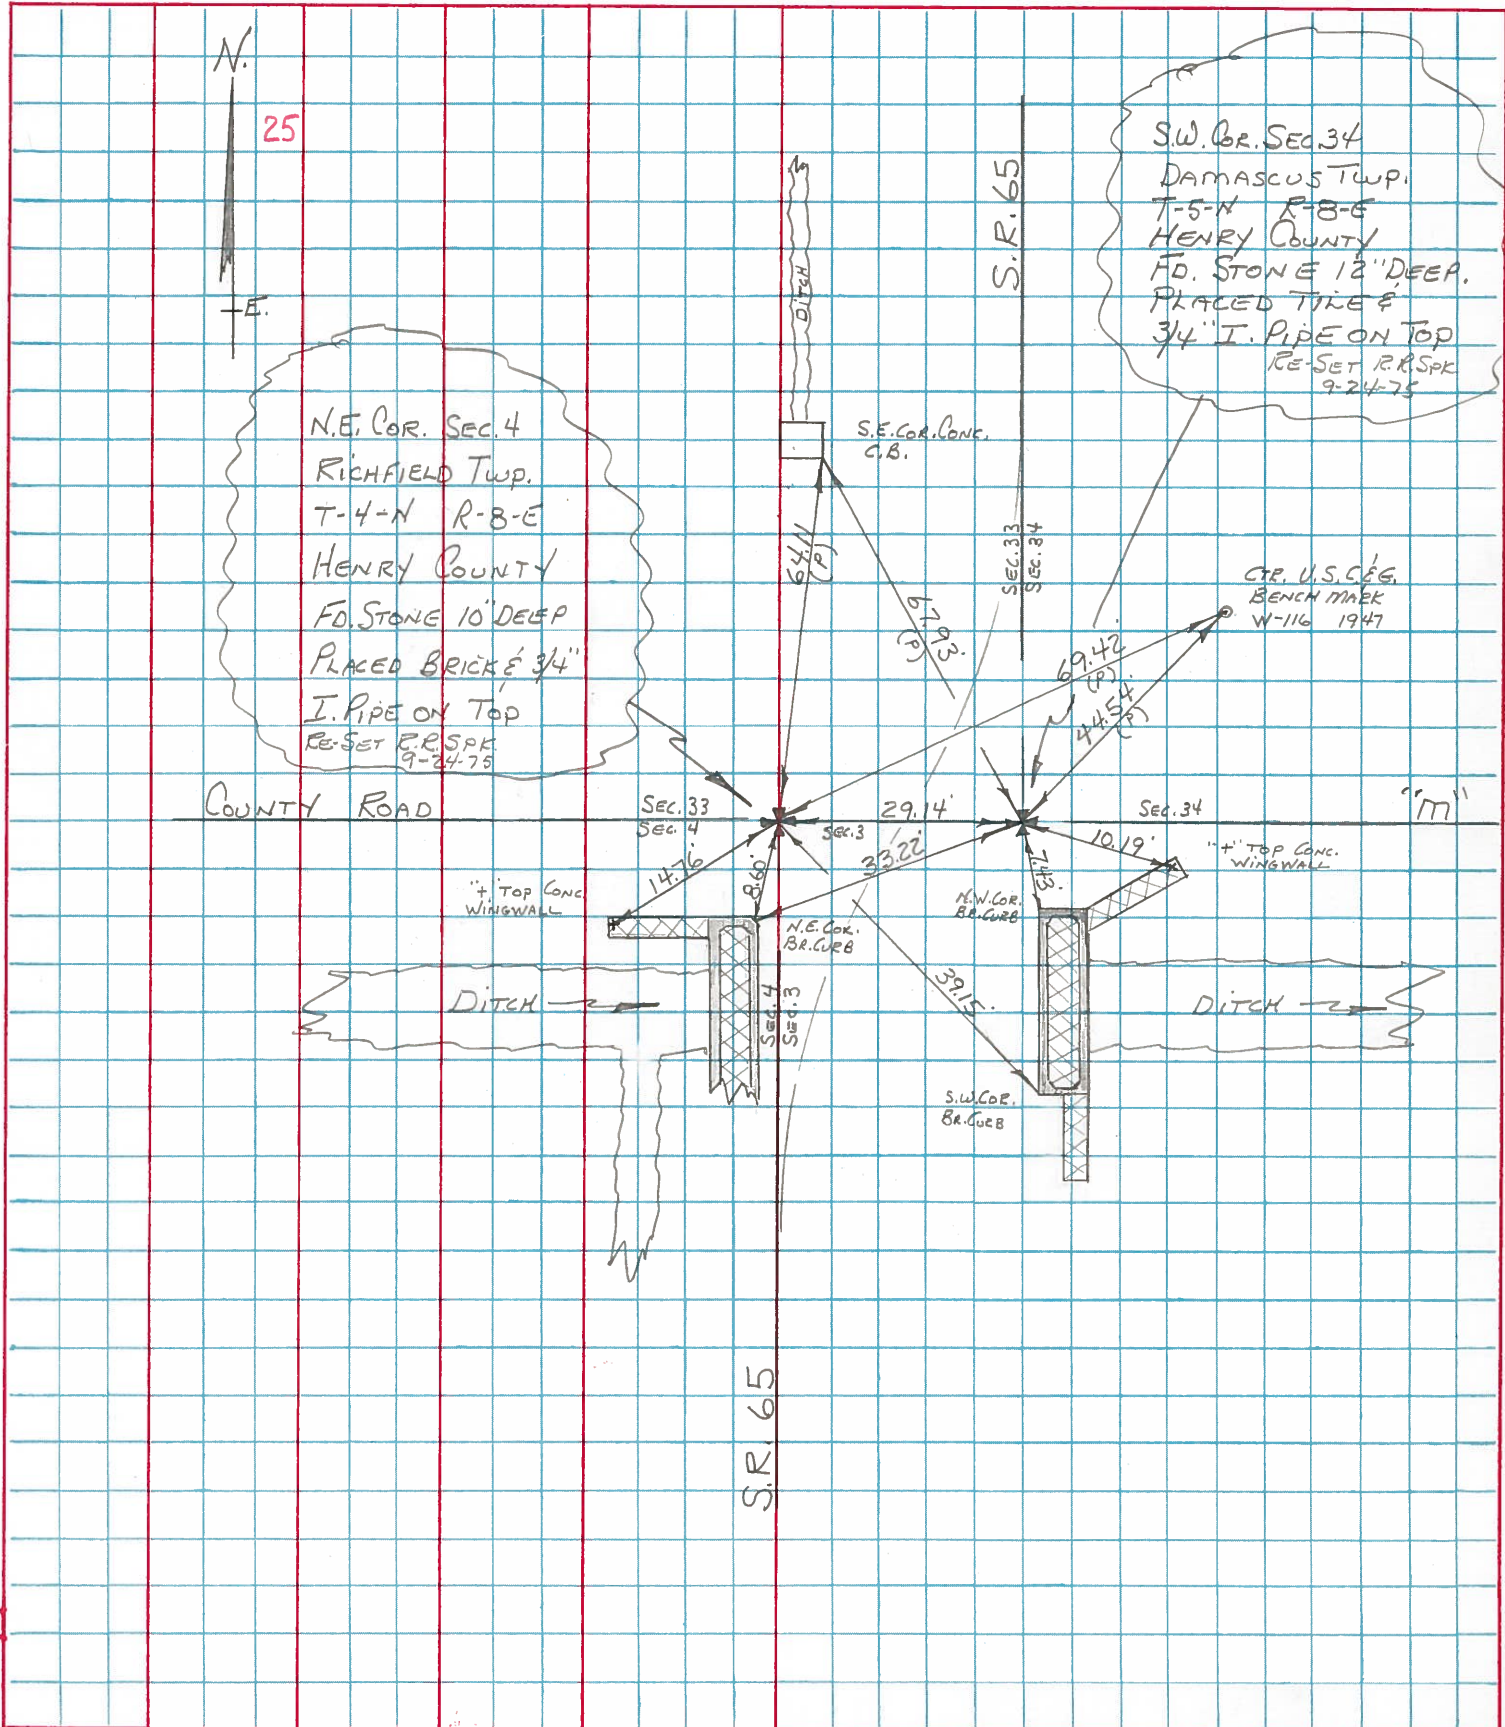 N.
25
E.
S.R. 65
DITCH
S.W. COR. SEC. 34
DAMASCUS TWP.
T-5-N R-8-E
HENRY COUNTY
FD. STONE 12" DEEP.
PLACED TILE &
3/4" I. PIPE ON TOP
RE-SET R.R. SPK.
9-24-75
N.E. COR. SEC. 4
RICHFIELD TWP.
T-4-N R-8-E
HENRY COUNTY
FD. STONE 10" DEEP
PLACED BRICK & 3/4"
I. PIPE ON TOP
RE-SET R.R. SPK.
9-24-75
S.E. COR. CONC.
C.B.
64.11'
(P)
67.93'
(P)
SEC. 33
SEC. 34
CTR. U.S.C.&G.
BENCH MARK
W-116 1947
69.42'
(P)
44.54'
(P)
COUNTY ROAD
"M"
SEC. 33
SEC. 4
SEC. 3
29.14'
SEC. 34
33.22'
10.19'
14.76'
8.60'
7.43'
"+" TOP CONC.
WINGWALL
"+" TOP CONC.
WINGWALL
N.E. COR.
BR. CURB
N.W. COR.
BR. CURB
39.15'
SEC. 4
SEC. 3
DITCH
DITCH
S.W. COR.
BR. CURB
S.R. 65